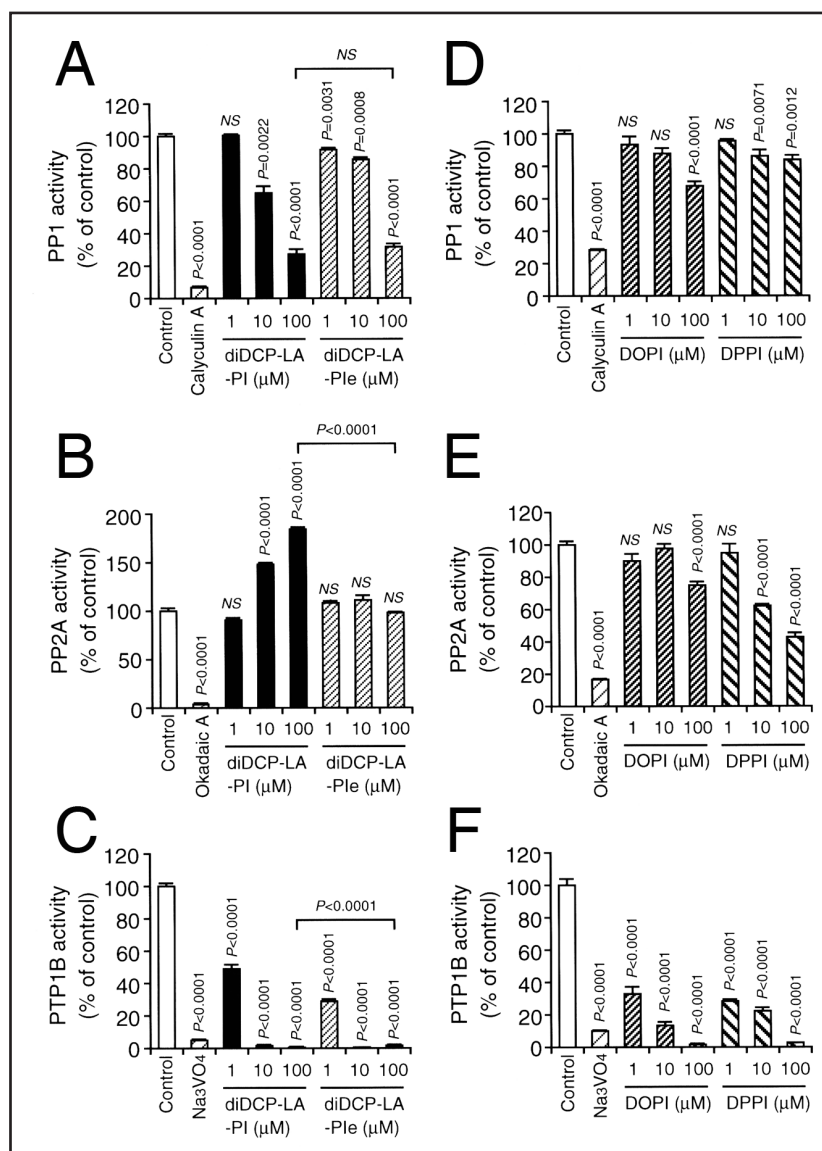 A
PP1 activity
(% of control)
120
100
80
60
40
20
0
NS
P<0.0001
NS
P=0.0022
P<0.0001
P=0.0031
P=0.0008
P<0.0001
Control
Calyculin A
1 10 100 1 10 100
diDCP-LA diDCP-LA
-PI (μM) -PIe (μM)
D
PP1 activity
(% of control)
120
100
80
60
40
20
0
P<0.0001
NS
NS
P<0.0001
NS
P=0.0071
P=0.0012
Control
Calyculin A
1 10 100 1 10 100
DOPI (μM) DPPI (μM)
B
PP2A activity
(% of control)
200
150
100
50
0
P<0.0001
P<0.0001
NS
P<0.0001
P<0.0001
NS
NS
NS
Control
Okadaic A
1 10 100 1 10 100
diDCP-LA diDCP-LA
-PI (μM) -PIe (μM)
E
PP2A activity
(% of control)
120
100
80
60
40
20
0
P<0.0001
NS
NS
P<0.0001
NS
P<0.0001
P<0.0001
Control
Okadaic A
1 10 100 1 10 100
DOPI (μM) DPPI (μM)
C
PTP1B activity
(% of control)
120
100
80
60
40
20
0
P<0.0001
P<0.0001
P<0.0001
P<0.0001
P<0.0001
P<0.0001
P<0.0001
P<0.0001
Control
Na3VO4
1 10 100 1 10 100
diDCP-LA diDCP-LA
-PI (μM) -PIe (μM)
F
PTP1B activity
(% of control)
120
100
80
60
40
20
0
P<0.0001
P<0.0001
P<0.0001
P<0.0001
P<0.0001
P<0.0001
P<0.0001
Control
Na3VO4
1 10 100 1 10 100
DOPI (μM) DPPI (μM)